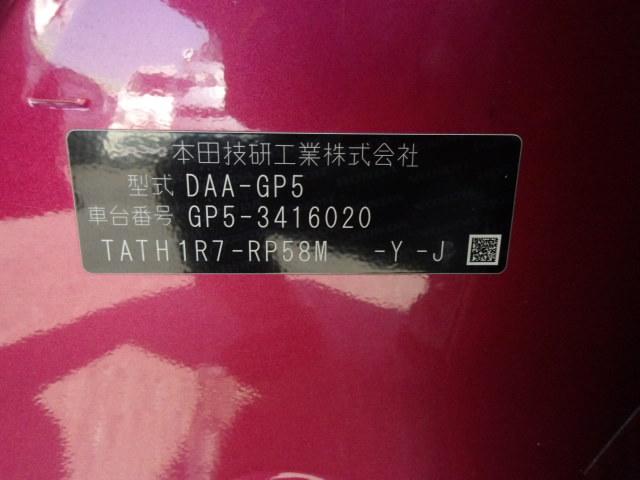 本田技研工業株式会社
型式 DAA-GP5
車台番号 GP5-3416020
TATH1R7-RP58M -Y -J